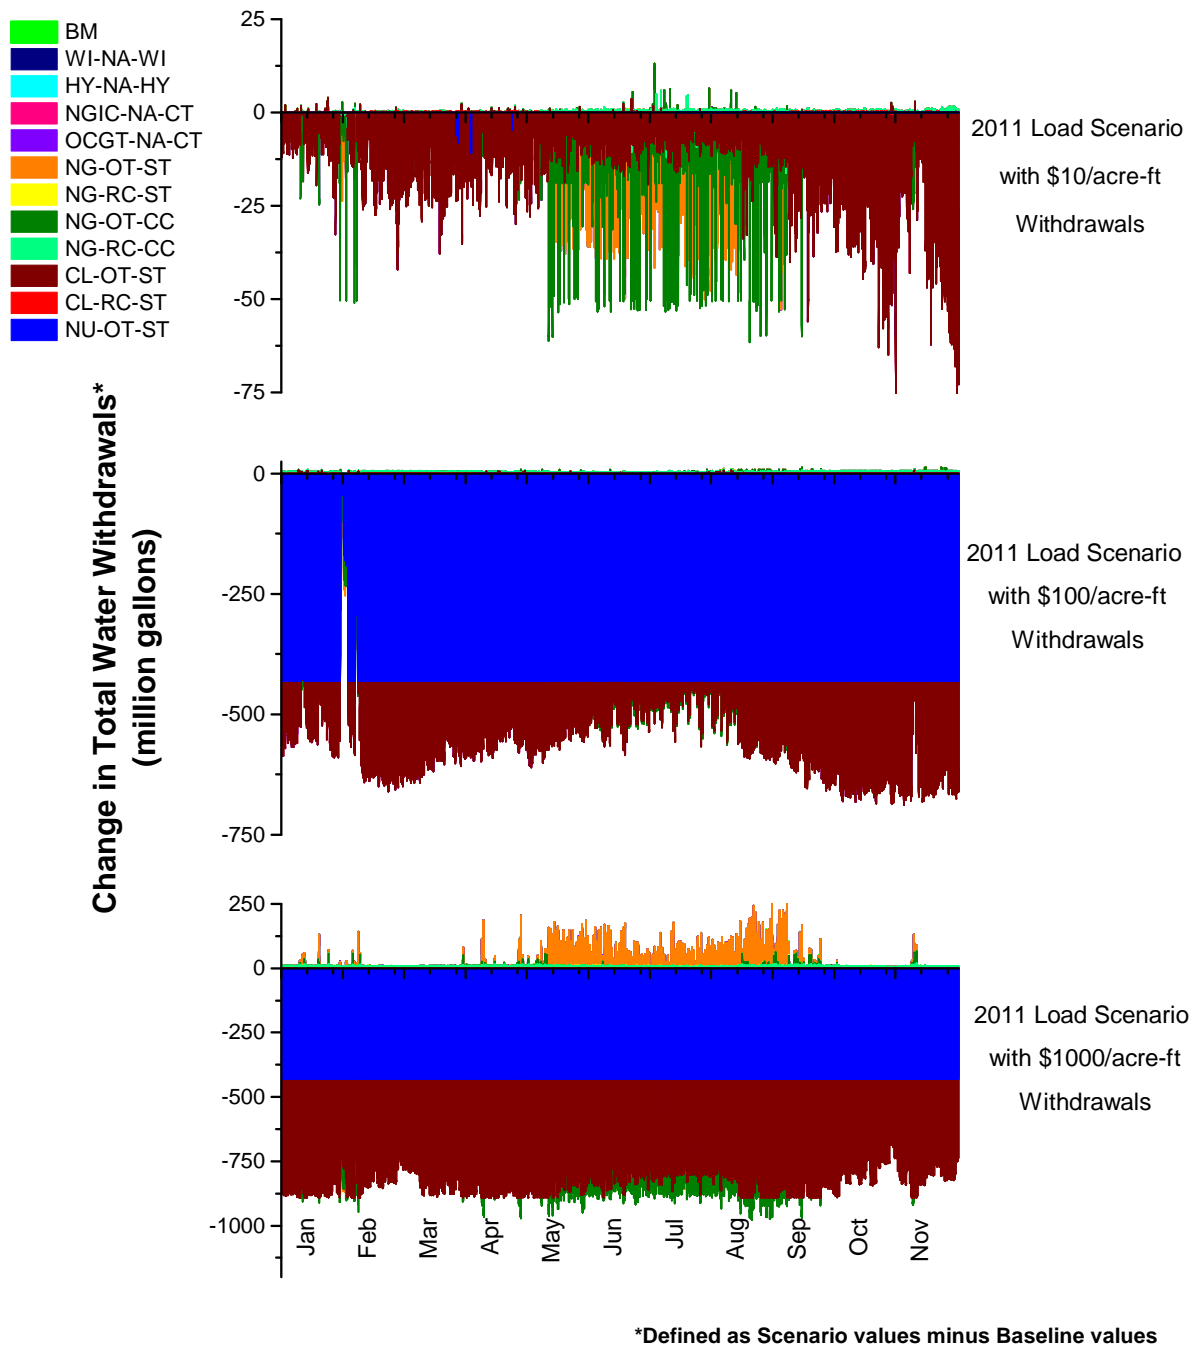 BM
WI-NA-WI
HY-NA-HY
NGIC-NA-CT
OCGT-NA-CT
NG-OT-ST
NG-RC-ST
NG-OT-CC
NG-RC-CC
CL-OT-ST
CL-RC-ST
NU-OT-ST
Change in Total Water Withdrawals*
(million gallons)
25
0
-25
-50
-75
2011 Load Scenario
with $10/acre-ft
Withdrawals
0
-250
-500
-750
2011 Load Scenario
with $100/acre-ft
Withdrawals
250
0
-250
-500
-750
-1000
2011 Load Scenario
with $1000/acre-ft
Withdrawals
Jan
Feb
Mar
Apr
May
Jun
Jul
Aug
Sep
Oct
Nov
*Defined as Scenario values minus Baseline values